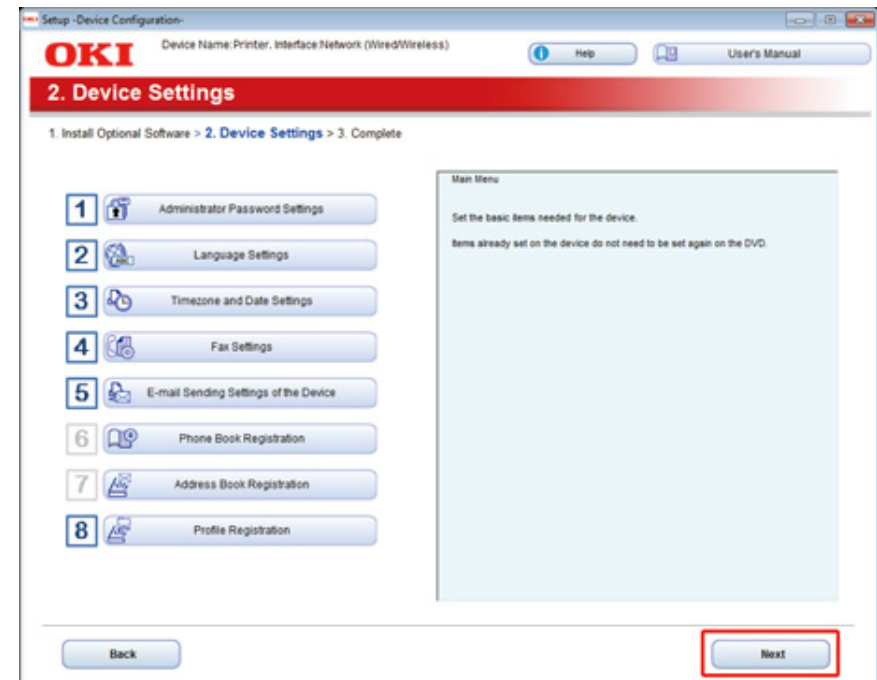 Setup -Device Configuration-
OKI
Device Name:Printer, Interface:Network (Wired/Wireless)
Help
User's Manual
2. Device Settings
1. Install Optional Software > 2. Device Settings > 3. Complete
1 Administrator Password Settings
2 Language Settings
3 Timezone and Date Settings
4 Fax Settings
5 E-mail Sending Settings of the Device
6 Phone Book Registration
7 Address Book Registration
8 Profile Registration
Main Menu
Set the basic items needed for the device.
Items already set on the device do not need to be set again on the DVD.
Back
Next